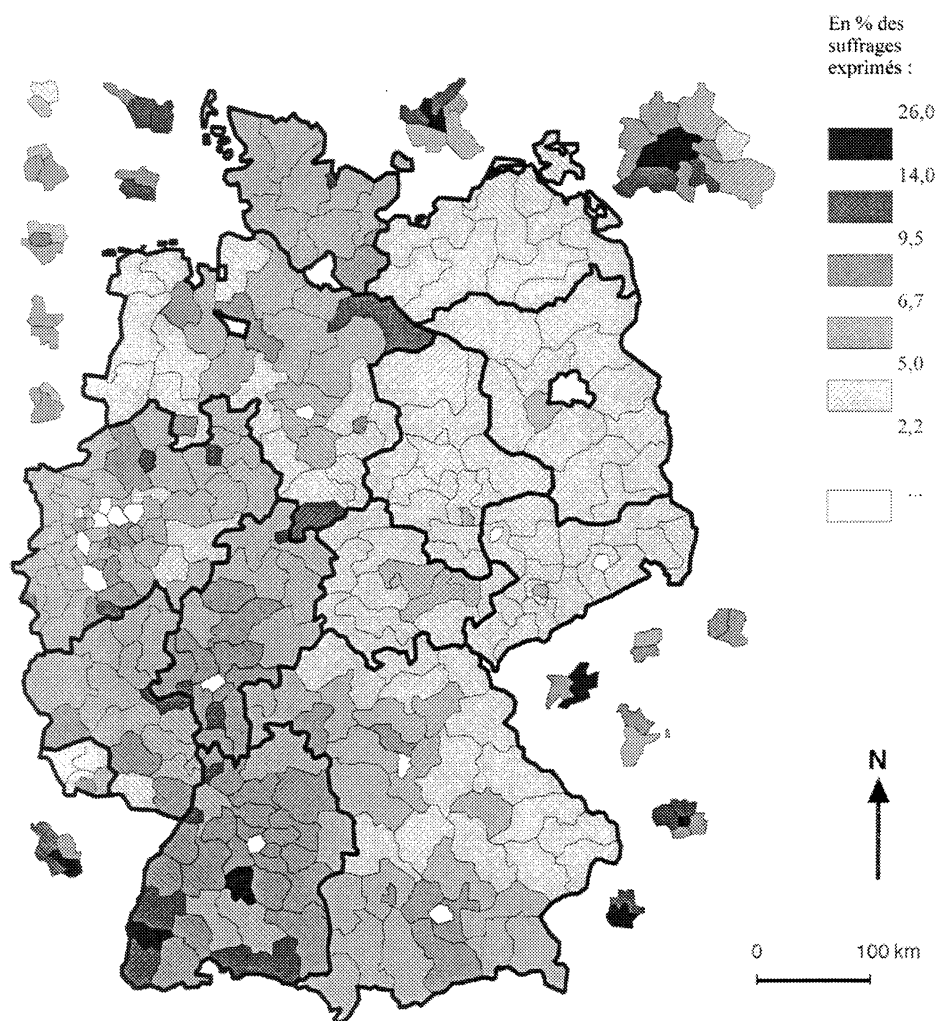 En % des
suffrages
exprimés :
26,0
14,0
9,5
6,7
5,0
2,2
...
N
0 100 km